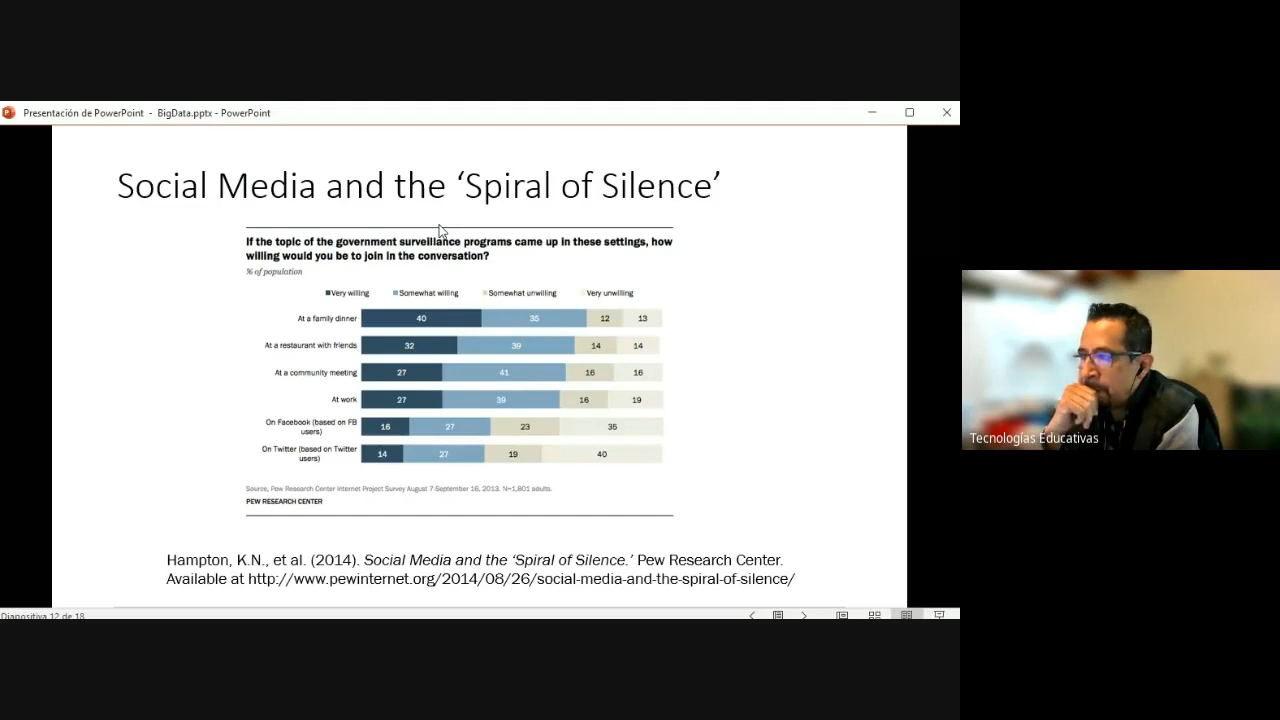 Presentación de PowerPoint - BigData.pptx - PowerPoint
Social Media and the ‘Spiral of Silence’
If the topic of the government surveillance programs came up in these settings, how
willing would you be to join in the conversation?
% of population
Very willing Somewhat willing Somewhat unwilling Very unwilling
At a family dinner 40 35 12 13
At a restaurant with friends 32 39 14 14
At a community meeting 27 41 16 16
At work 27 39 16 19
On Facebook (based on FB
users) 16 27 23 35
On Twitter (based on Twitter
users) 14 27 19 40
Source, Pew Research Center Internet Project Survey August 7-September 16, 2013. N=1,801 adults.
PEW RESEARCH CENTER
Hampton, K.N., et al. (2014). Social Media and the ‘Spiral of Silence.’ Pew Research Center.
Available at http://www.pewinternet.org/2014/08/26/social-media-and-the-spiral-of-silence/
Diapositiva 12 de 18
Tecnologías Educativas